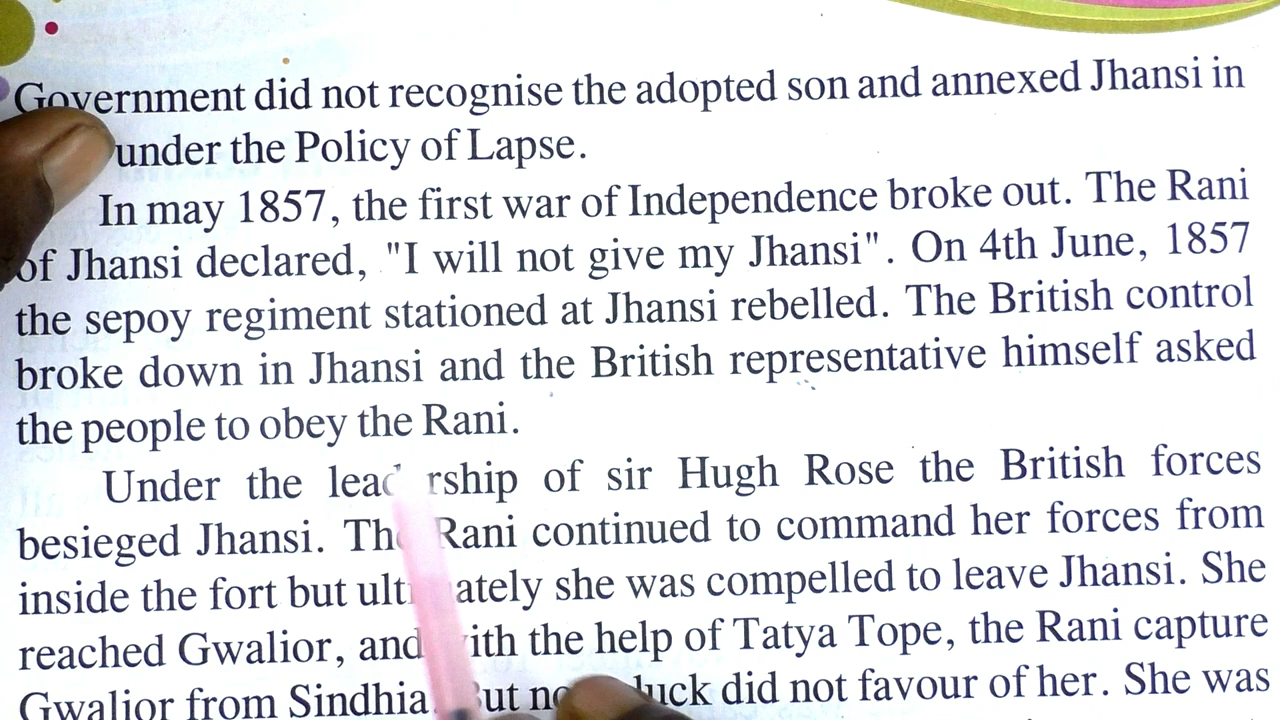 Government did not recognise the adopted son and annexed Jhansi in
under the Policy of Lapse.
In may 1857, the first war of Independence broke out. The Rani
of Jhansi declared, "I will not give my Jhansi". On 4th June, 1857
the sepoy regiment stationed at Jhansi rebelled. The British control
broke down in Jhansi and the British representative himself asked
the people to obey the Rani.
Under the leadership of sir Hugh Rose the British forces
besieged Jhansi. The Rani continued to command her forces from
inside the fort but ultimately she was compelled to leave Jhansi. She
reached Gwalior, and with the help of Tatya Tope, the Rani capture
Gwalior from Sindhia. But luck did not favour of her. She was